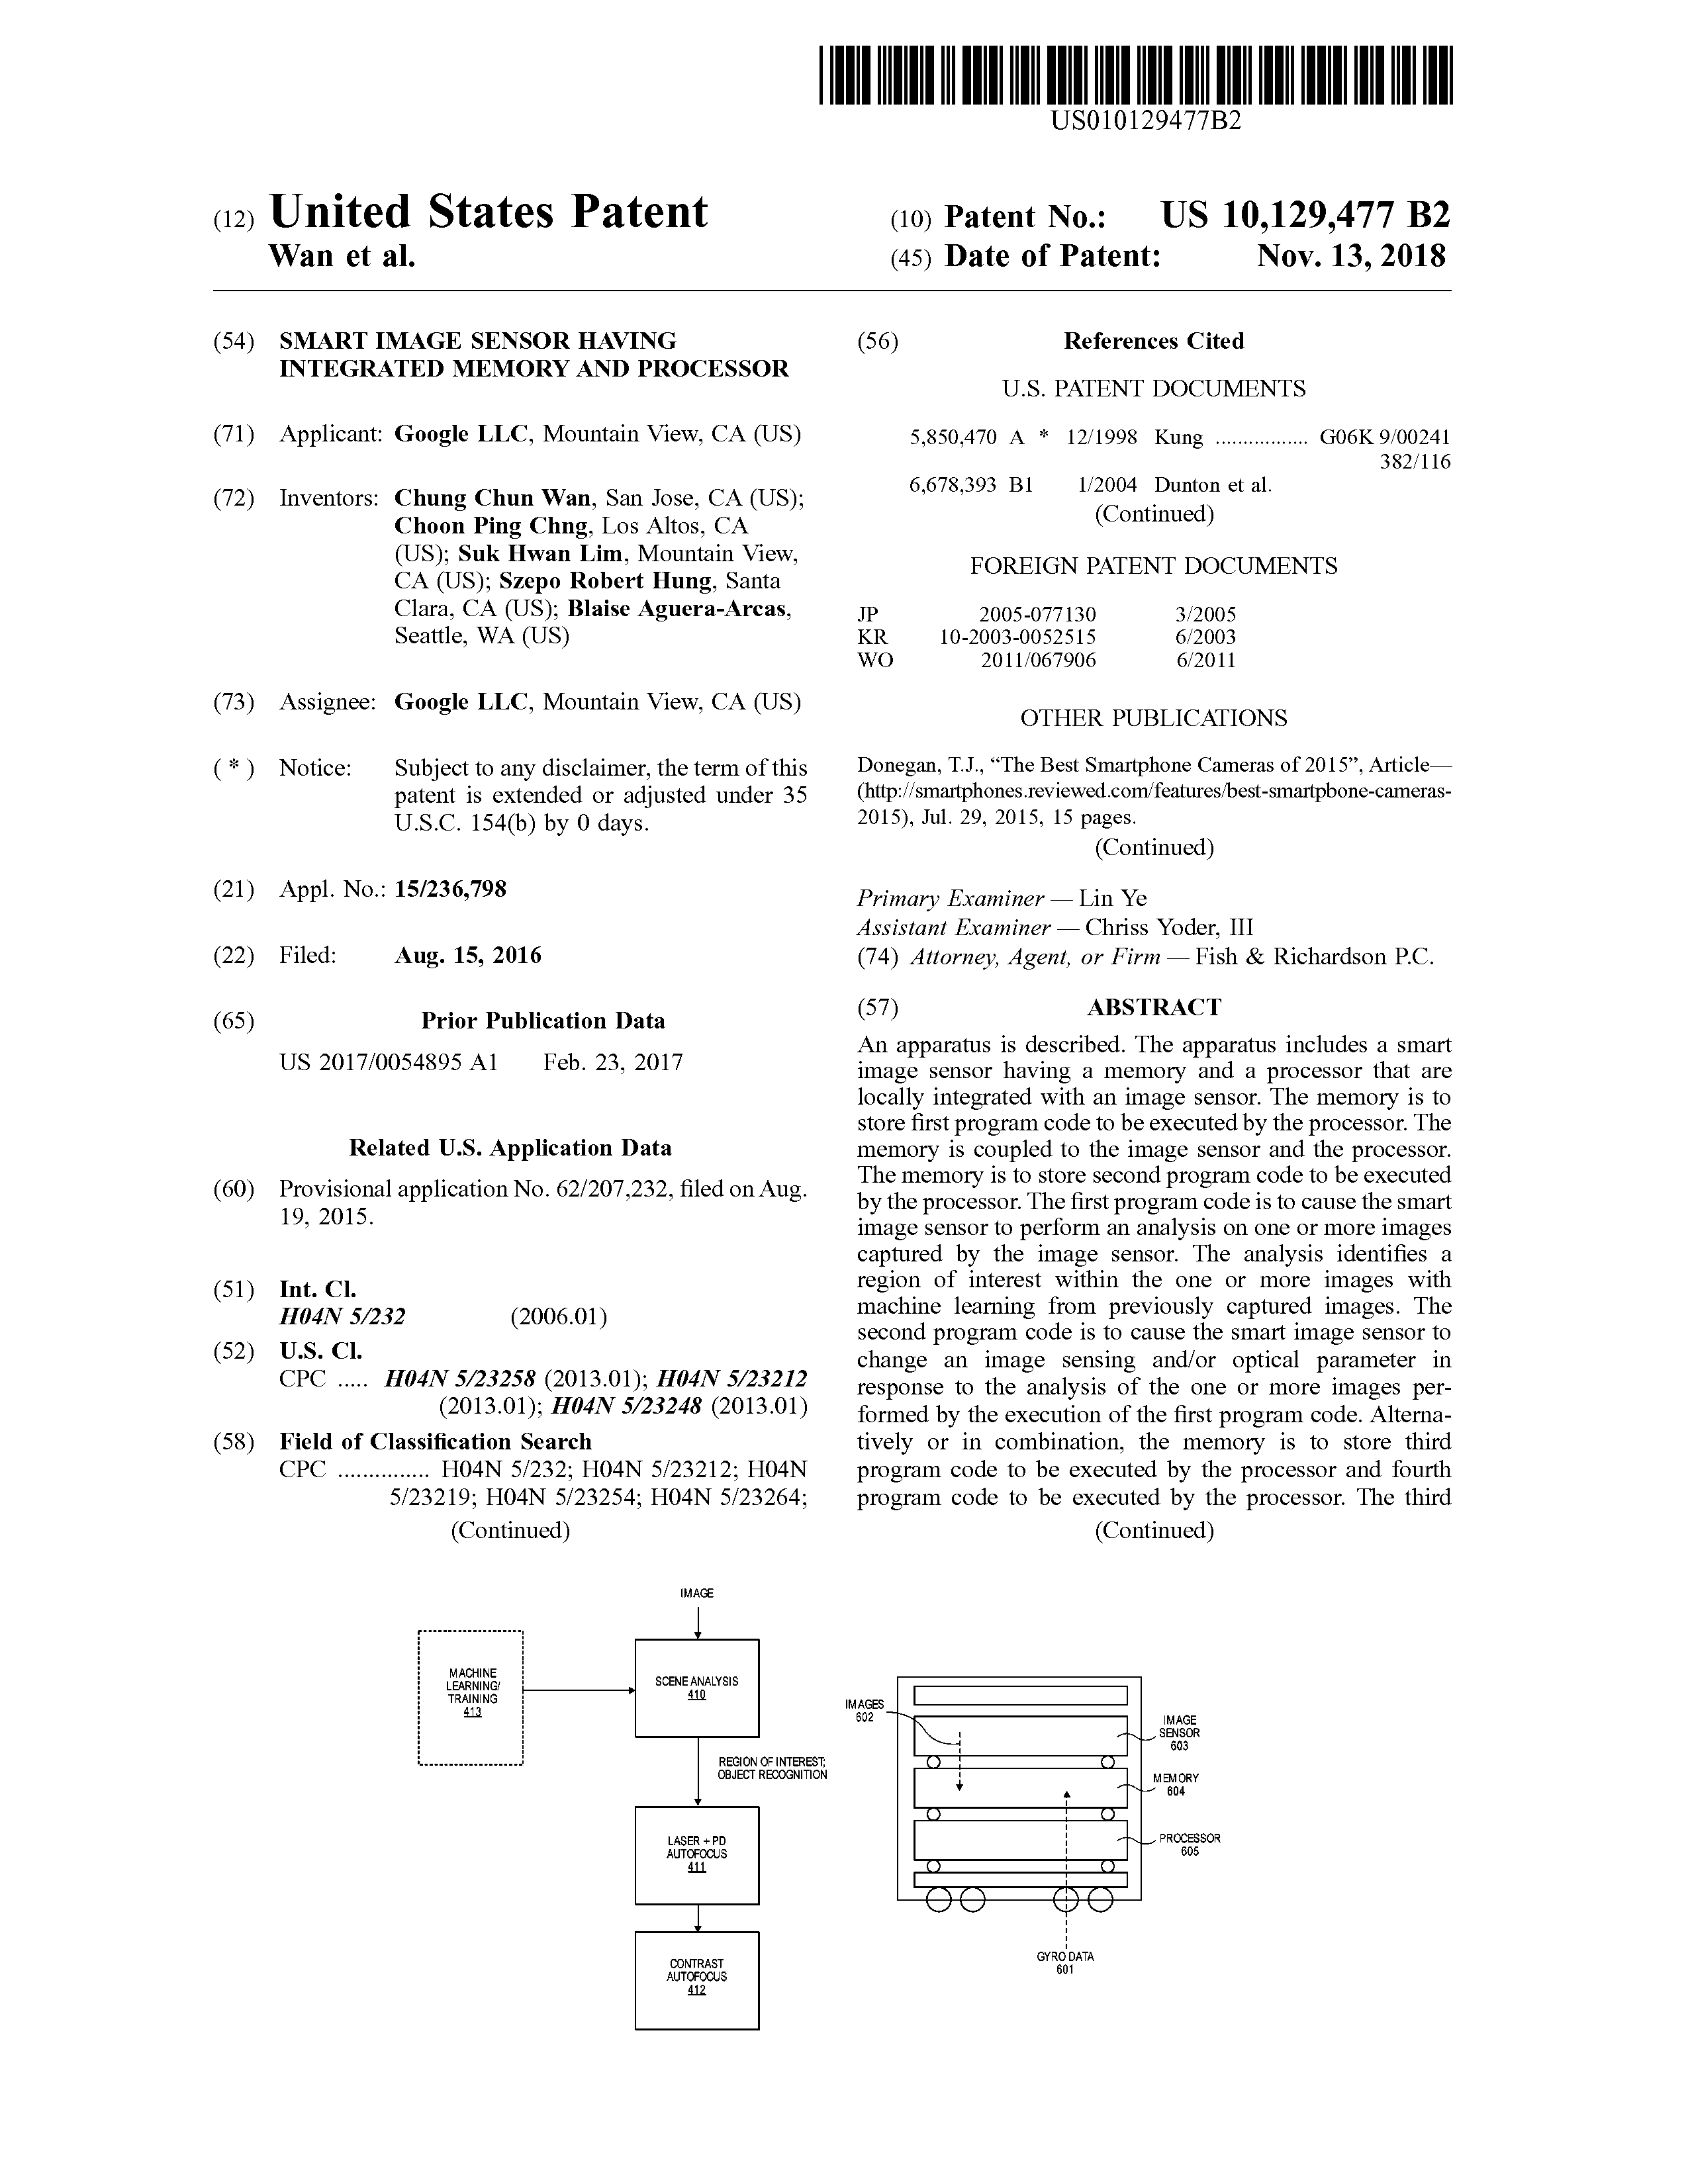 US010129477B2
(12) United States Patent
Wan et al.
(10) Patent No.: US 10,129,477 B2
(45) Date of Patent: Nov. 13, 2018
(54) SMART IMAGE SENSOR HAVING
INTEGRATED MEMORY AND PROCESSOR
(71) Applicant: Google LLC, Mountain View, CA (US)
(72) Inventors: Chung Chun Wan, San Jose, CA (US);
Choon Ping Chng, Los Altos, CA
(US); Suk Hwan Lim, Mountain View,
CA (US); Szepo Robert Hung, Santa
Clara, CA (US); Blaise Aguera-Arcas,
Seattle, WA (US)
(73) Assignee: Google LLC, Mountain View, CA (US)
( * ) Notice: Subject to any disclaimer, the term of this
patent is extended or adjusted under 35
U.S.C. 154(b) by 0 days.
(21) Appl. No.: 15/236,798
(22) Filed: Aug. 15, 2016
(65) Prior Publication Data
US 2017/0054895 A1 Feb. 23, 2017
Related U.S. Application Data
(60) Provisional application No. 62/207,232, filed on Aug.
19, 2015.
(51) Int. Cl.
H04N 5/232 (2006.01)
(52) U.S. Cl.
CPC ..... H04N 5/23258 (2013.01); H04N 5/23212
(2013.01); H04N 5/23248 (2013.01)
(58) Field of Classification Search
CPC ............... H04N 5/232; H04N 5/23212; H04N
5/23219; H04N 5/23254; H04N 5/23264;
(Continued)
(56) References Cited
U.S. PATENT DOCUMENTS
5,850,470 A * 12/1998 Kung ................. G06K 9/00241
382/116
6,678,393 B1 1/2004 Dunton et al.
(Continued)
FOREIGN PATENT DOCUMENTS
JP 2005-077130 3/2005
KR 10-2003-0052515 6/2003
WO 2011/067906 6/2011
OTHER PUBLICATIONS
Donegan, T.J., “The Best Smartphone Cameras of 2015”, Article—
(http://smartphones.reviewed.com/features/best-smartpbone-cameras-
2015), Jul. 29, 2015, 15 pages.
(Continued)
Primary Examiner — Lin Ye
Assistant Examiner — Chriss Yoder, III
(74) Attorney, Agent, or Firm — Fish & Richardson P.C.
(57) ABSTRACT
An apparatus is described. The apparatus includes a smart
image sensor having a memory and a processor that are
locally integrated with an image sensor. The memory is to
store first program code to be executed by the processor. The
memory is coupled to the image sensor and the processor.
The memory is to store second program code to be executed
by the processor. The first program code is to cause the smart
image sensor to perform an analysis on one or more images
captured by the image sensor. The analysis identifies a
region of interest within the one or more images with
machine learning from previously captured images. The
second program code is to cause the smart image sensor to
change an image sensing and/or optical parameter in
response to the analysis of the one or more images per-
formed by the execution of the first program code. Alterna-
tively or in combination, the memory is to store third
program code to be executed by the processor and fourth
program code to be executed by the processor. The third
(Continued)
IMAGE
MACHINE
LEARNING/
TRAINING
413
SCENE ANALYSIS
410
REGION OF INTEREST;
OBJECT RECOGNITION
LASER + PD
AUTOFOCUS
411
CONTRAST
AUTOFOCUS
412
IMAGES
602
IMAGE
SENSOR
603
MEMORY
604
PROCESSOR
605
GYRO DATA
601